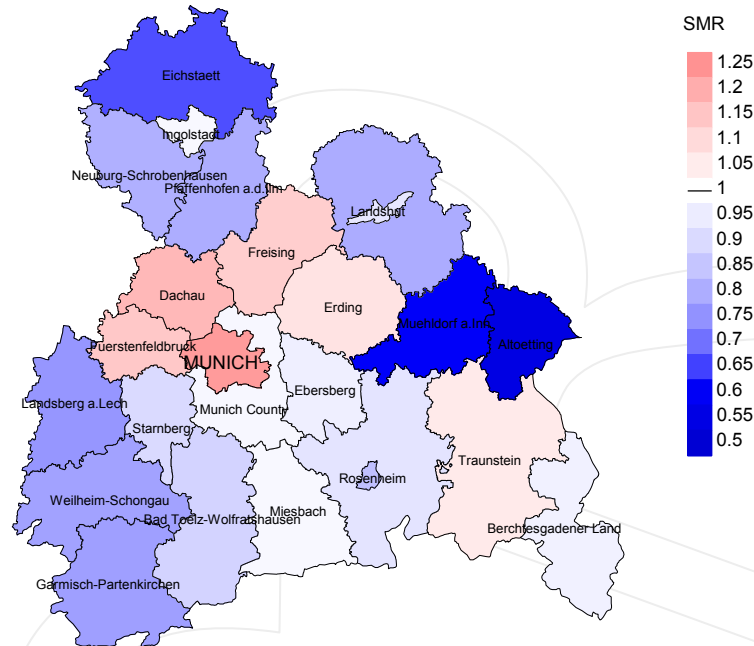 SMR
1.25
1.2
1.15
1.1
1.05
1
0.95
0.9
0.85
0.8
0.75
0.7
0.65
0.6
0.55
0.5
Eichstaett
Ingolstadt
Neuburg-Schrobenhausen
Pfaffenhofen a.d.Ilm
Landshut
Freising
Dachau
Erding
Muehldorf a.Inn
Altoetting
Fuerstenfeldbruck
MUNICH
Ebersberg
Landsberg a.Lech
Munich County
Starnberg
Traunstein
Rosenheim
Weilheim-Schongau
Miesbach
Bad Toelz-Wolfratshausen
Berchtesgadener Land
Garmisch-Partenkirchen